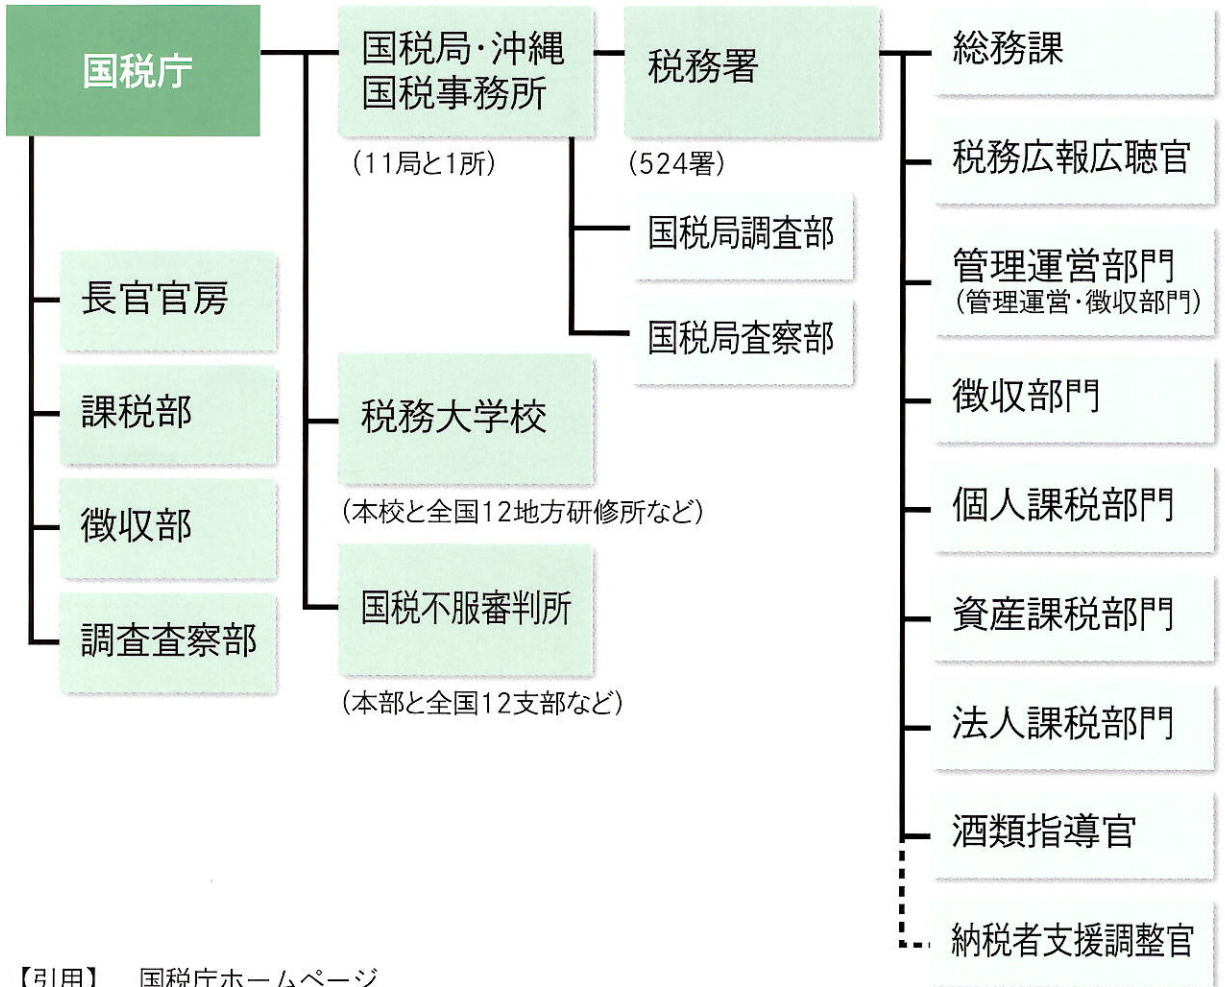 国税庁
長官官房
課税部
徴収部
調査査察部
国税局・沖縄
国税事務所
(11局と1所)
税務大学校
(本校と全国12地方研修所など)
国税不服審判所
(本部と全国12支部など)
税務署
(524署)
国税局調査部
国税局査察部
総務課
税務広報広聴官
管理運営部門
(管理運営・徴収部門)
徴収部門
個人課税部門
資産課税部門
法人課税部門
酒類指導官
納税者支援調整官
【引用】 国税庁ホームページ